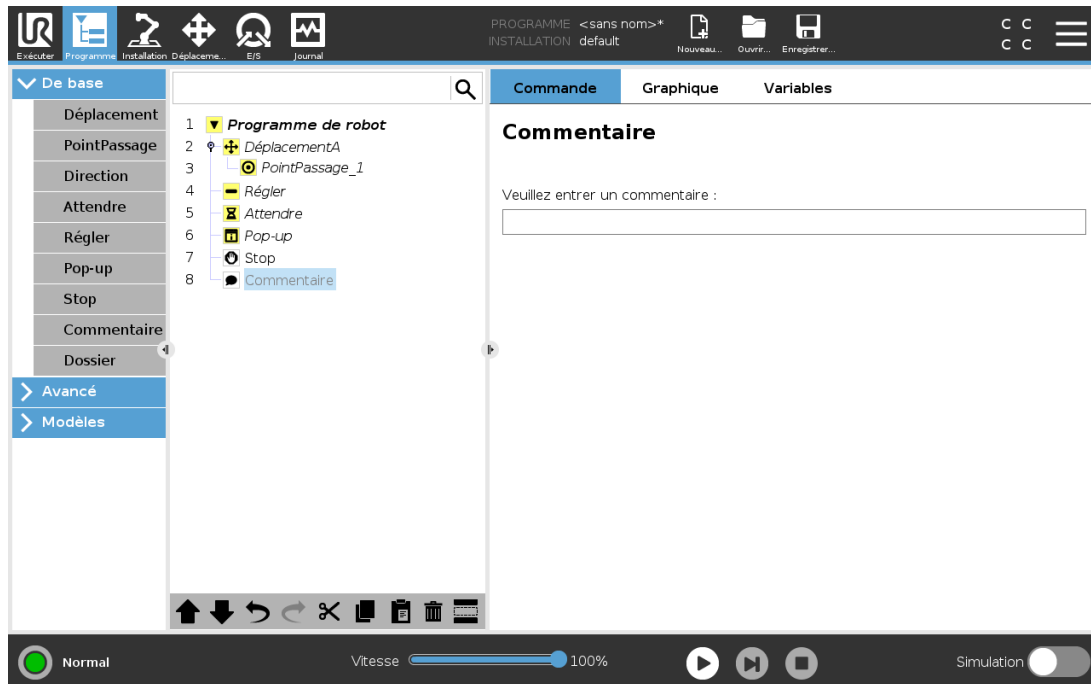 PROGRAMME <sans nom>*
INSTALLATION default
C C
C C
UR
Exécuter Programme Installation Déplaceme... E/S Journal
Nouveau... Ouvrir... Enregistrer...
De base
Déplacement
PointPassage
Direction
Attendre
Régler
Pop-up
Stop
Commentaire
Dossier
Avancé
Modèles
1 Programme de robot
2 DéplacementA
3 PointPassage_1
4 Régler
5 Attendre
6 Pop-up
7 Stop
8 Commentaire
Commande Graphique Variables
Commentaire
Veuillez entrer un commentaire :
Normal
Vitesse 100%
Simulation